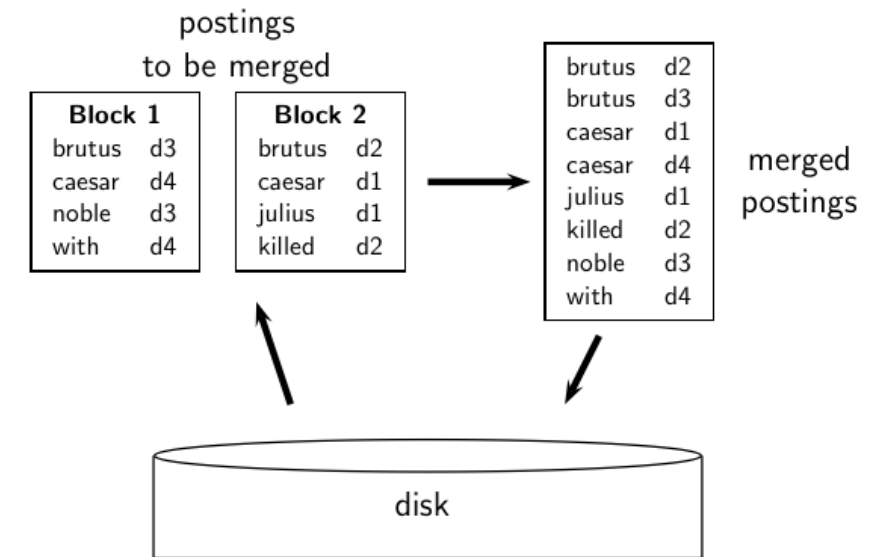 postings
to be merged
Block 1
brutus d3
caesar d4
noble d3
with d4
Block 2
brutus d2
caesar d1
julius d1
killed d2
brutus d2
brutus d3
caesar d1
caesar d4
julius d1
killed d2
noble d3
with d4
merged
postings
disk